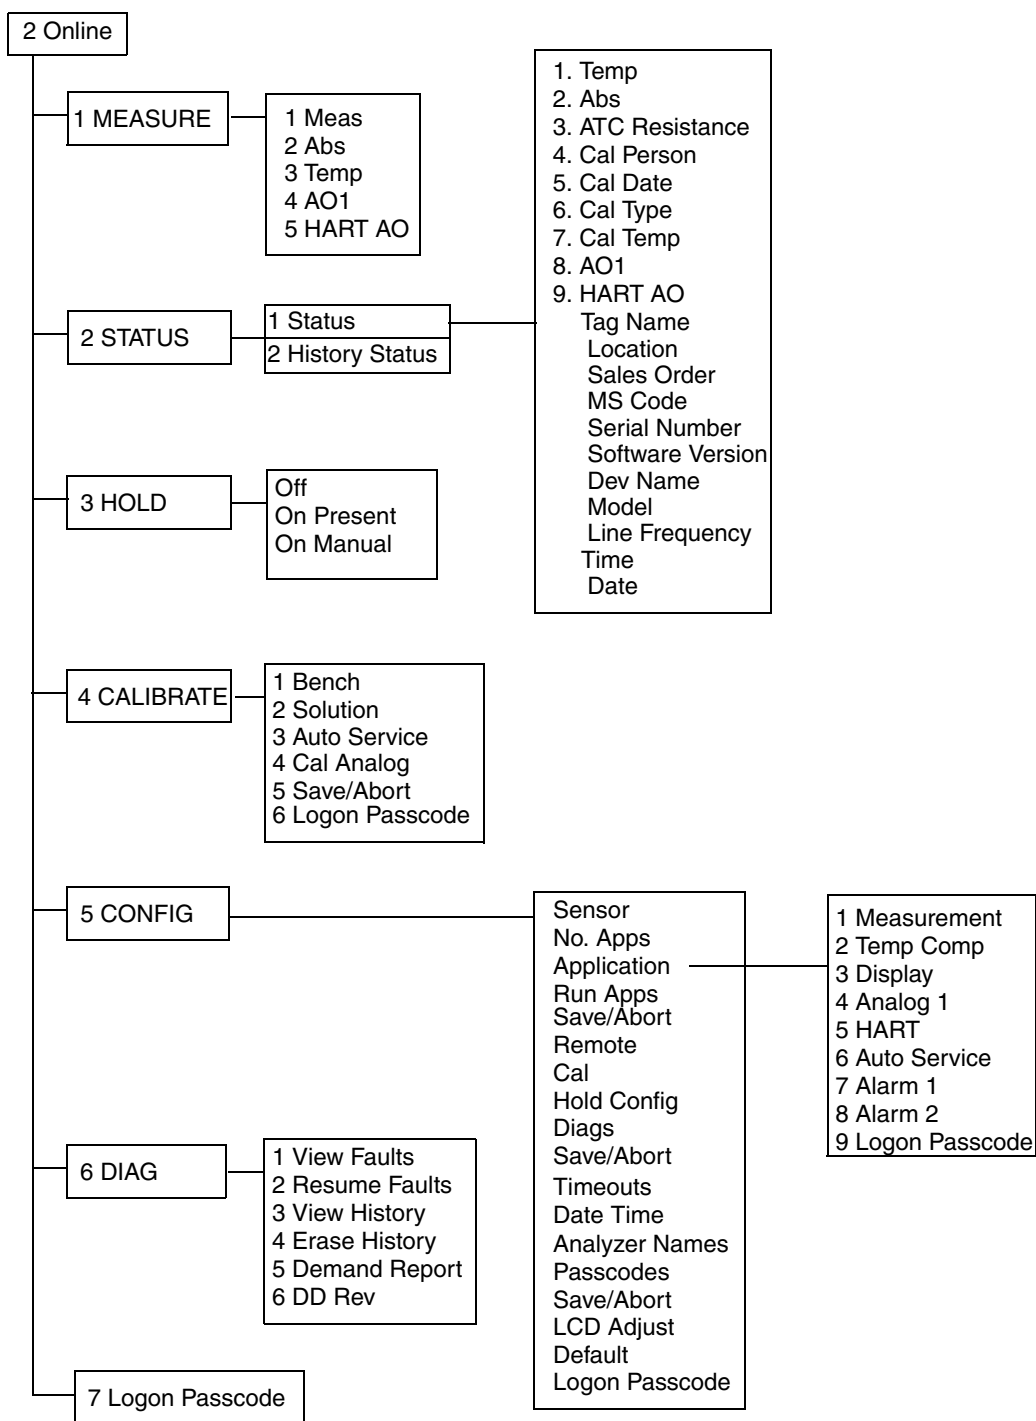 2 Online
1 MEASURE
1 Meas
2 Abs
3 Temp
4 AO1
5 HART AO
2 STATUS
1 Status
2 History Status
1. Temp
2. Abs
3. ATC Resistance
4. Cal Person
5. Cal Date
6. Cal Type
7. Cal Temp
8. AO1
9. HART AO
Tag Name
Location
Sales Order
MS Code
Serial Number
Software Version
Dev Name
Model
Line Frequency
Time
Date
3 HOLD
Off
On Present
On Manual
4 CALIBRATE
1 Bench
2 Solution
3 Auto Service
4 Cal Analog
5 Save/Abort
6 Logon Passcode
5 CONFIG
Sensor
No. Apps
Application
Run Apps
Save/Abort
Remote
Cal
Hold Config
Diags
Save/Abort
Timeouts
Date Time
Analyzer Names
Passcodes
Save/Abort
LCD Adjust
Default
Logon Passcode
1 Measurement
2 Temp Comp
3 Display
4 Analog 1
5 HART
6 Auto Service
7 Alarm 1
8 Alarm 2
9 Logon Passcode
6 DIAG
1 View Faults
2 Resume Faults
3 View History
4 Erase History
5 Demand Report
6 DD Rev
7 Logon Passcode